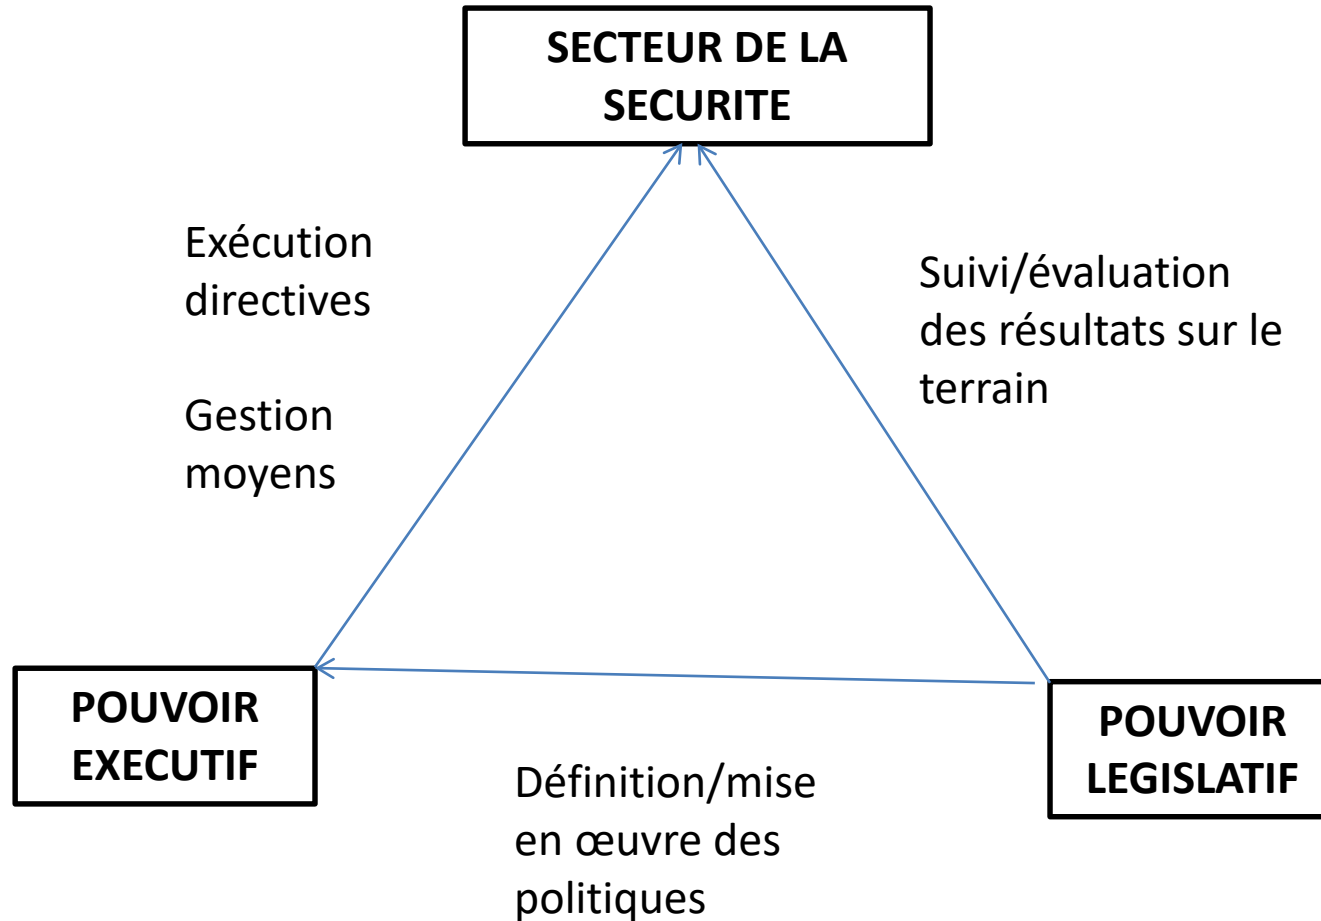 SECTEUR DE LA
SECURITE
Exécution
directives
Gestion
moyens
Suivi/évaluation
des résultats sur le
terrain
POUVOIR
EXECUTIF
POUVOIR
LEGISLATIF
Définition/mise
en œuvre des
politiques